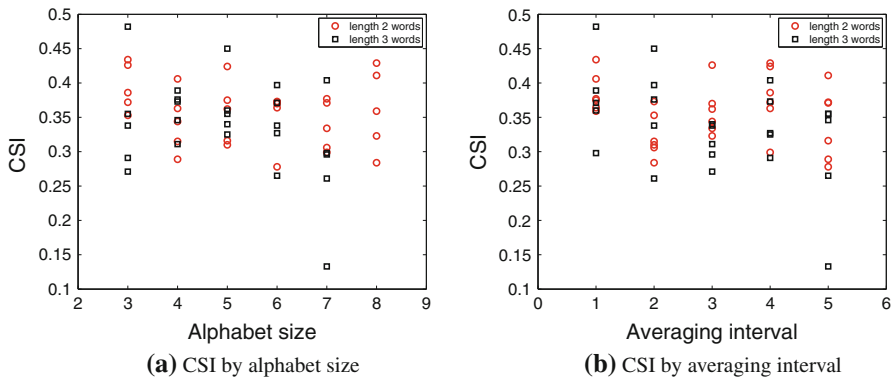 0.5
0.45
0.4
0.35
0.3
0.25
0.2
0.15
0.1
CSI
2 3 4 5 6 7 8 9
Alphabet size
length 2 words
length 3 words
(a) CSI by alphabet size
0.5
0.45
0.4
0.35
0.3
0.25
0.2
0.15
0.1
CSI
0 1 2 3 4 5 6
Averaging interval
length 2 words
length 3 words
(b) CSI by averaging interval